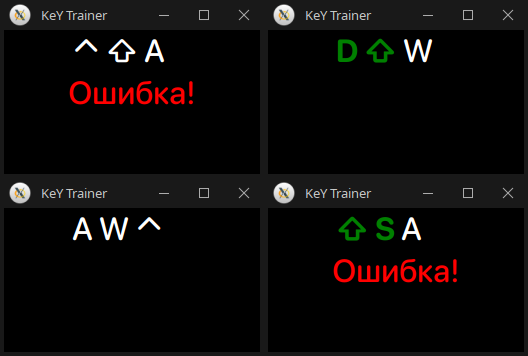 KeY Trainer
⌃ ⇧ A
Ошибка!
KeY Trainer
D ⇧ W
KeY Trainer
A W ⌃
KeY Trainer
⇧ S A
Ошибка!